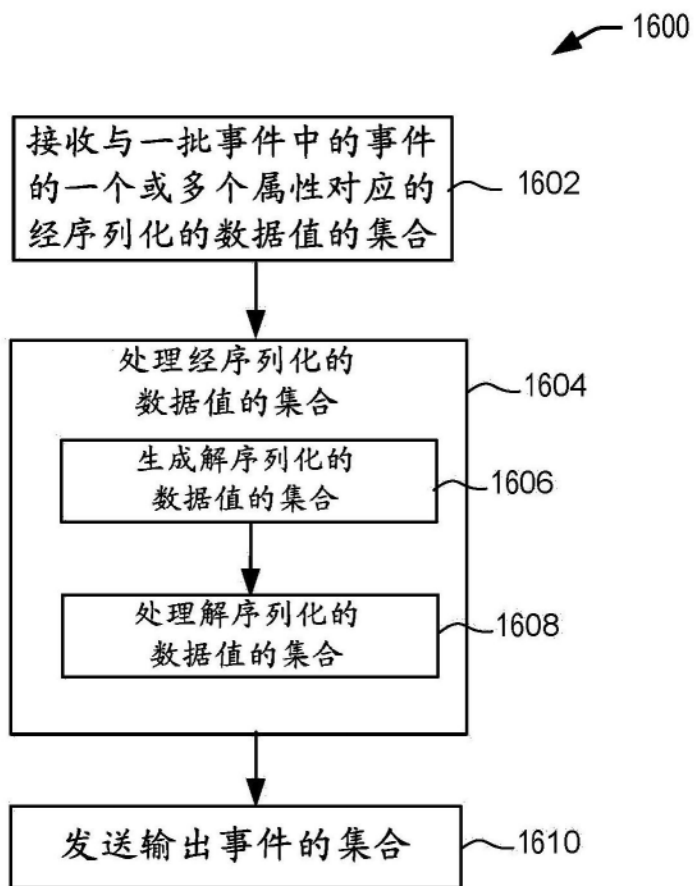 1600
接收与一批事件中的事件
的一个或多个属性对应的
经序列化的数据值的集合
1602
处理经序列化的
数据值的集合
1604
生成解序列化的
数据值的集合
1606
处理解序列化的
数据值的集合
1608
发送输出事件的集合
1610